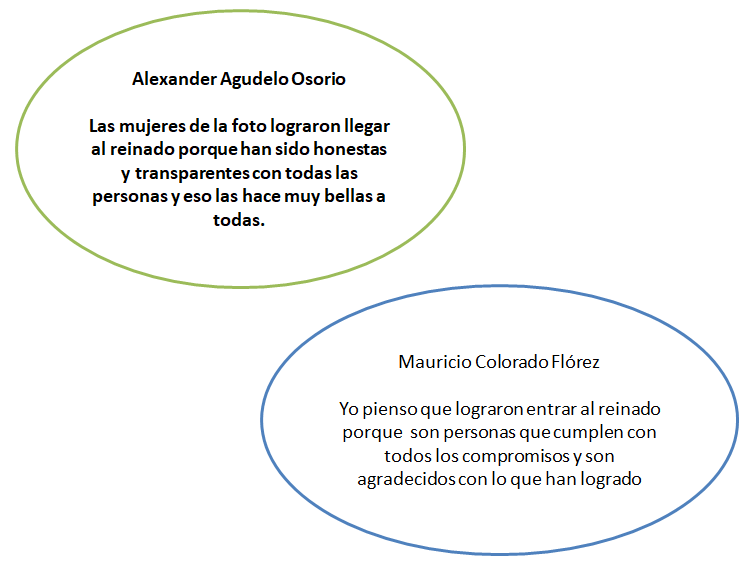 Alexander Agudelo Osorio
Las mujeres de la foto lograron llegar
al reinado porque han sido honestas
y transparentes con todas las
personas y eso las hace muy bellas a
todas.
Mauricio Colorado Flórez
Yo pienso que lograron entrar al reinado
porque  son personas que cumplen con
todos los compromisos y son
agradecidos con lo que han logrado